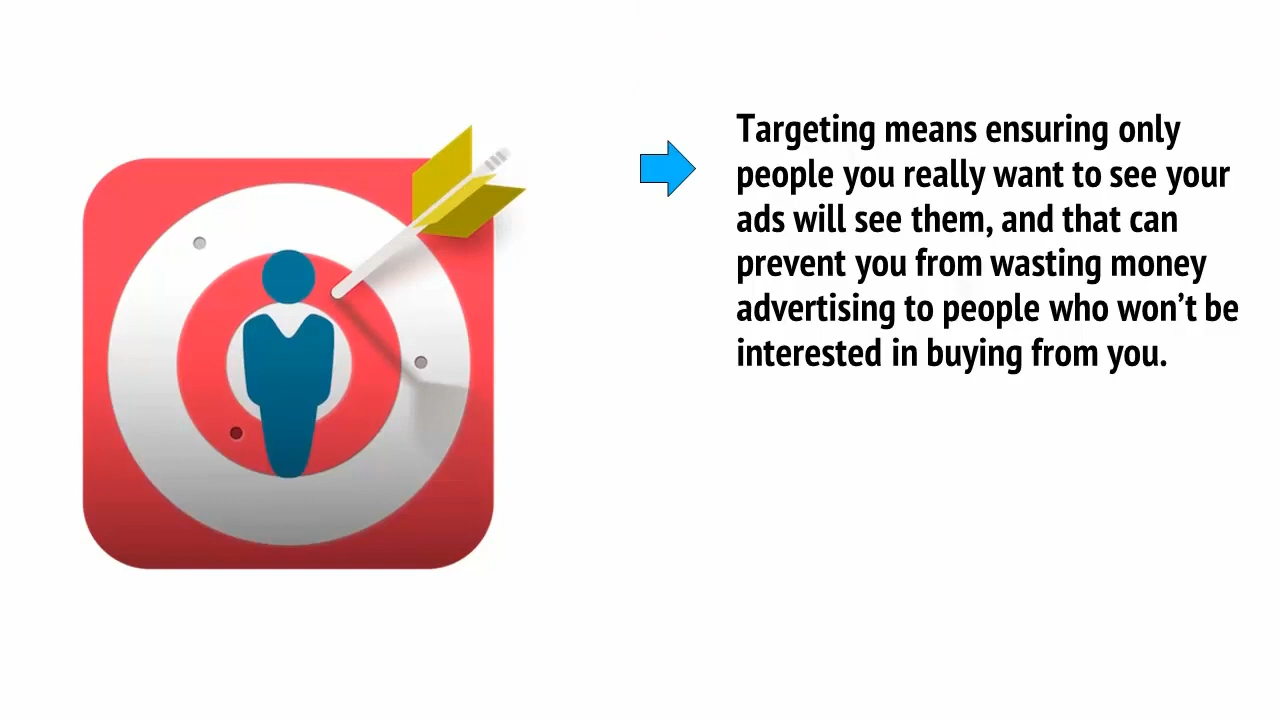 Targeting means ensuring only
people you really want to see your
ads will see them, and that can
prevent you from wasting money
advertising to people who won’t be
interested in buying from you.